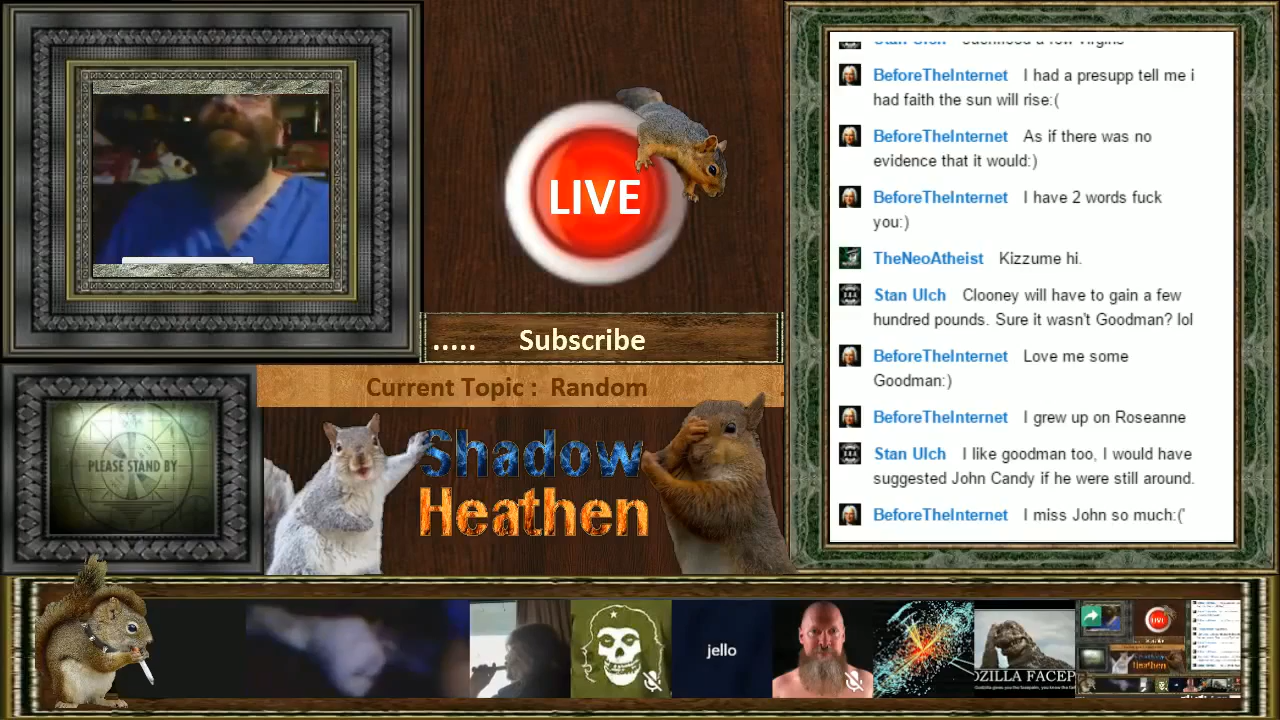 LIVE
..... Subscribe
Current Topic : Random
PLEASE STAND BY
Shadow
Heathen
BeforeTheInternet I had a presupp tell me i
had faith the sun will rise:(
BeforeTheInternet As if there was no
evidence that it would:)
BeforeTheInternet I have 2 words fuck
you:)
TheNeoAtheist Kizzume hi.
Stan Ulch Clooney will have to gain a few
hundred pounds. Sure it wasn't Goodman? lol
BeforeTheInternet Love me some
Goodman:)
BeforeTheInternet I grew up on Roseanne
Stan Ulch I like goodman too, I would have
suggested John Candy if he were still around.
BeforeTheInternet I miss John so much:('
jello
ZILLA FACEP
LIVE
Heathen